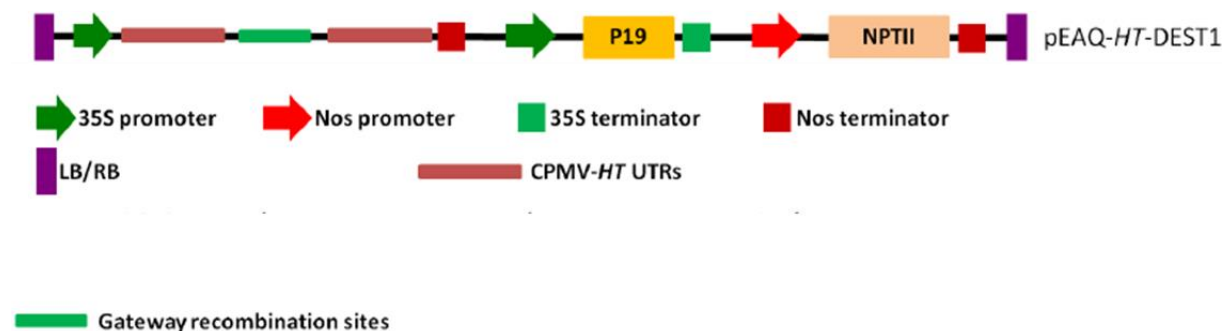 P19 NPTII pEAQ-HT-DEST1
35S promoter Nos promoter 35S terminator Nos terminator
LB/RB CPMV-HT UTRs
Gateway recombination sites